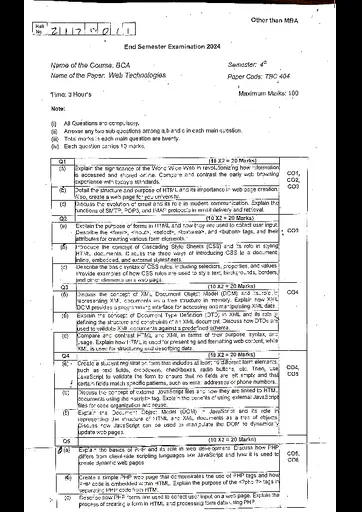 Other than MBA
Roll No.
End Semester Examination 2024
Name of the Course: BCA
Semester: 4th
Name of the Paper: Web Technologies
Paper Code: TBC 404
Time: 3 Hour's
Maximum Marks: 100
Note:
(i) All Questions are compulsory.
(ii) Answer any two sub questions among a,b and c in each main question.
(iii) Total marks in each main question are twenty.
(iv) Each question carries 10 marks.
Q1 (10 X2 = 20 Marks)
(a) Explain the significance of the World Wide Web in revolutionizing how information
is accessed and shared online. Compare and contrast the early web browsing
experience with today's standards.
CO1,
CO2,
CO3
(b) Detail the structure and purpose of HTML and its importance in web page creation.
Also, create a web page for you university.
(c) Discuss the evolution of email and its role in modern communication. Explain the
functions of SMTP, POP3, and IMAP protocols in email delivery and retrieval.
Q2 (10 X2 = 20 Marks)
(a) Explain the purpose of forms in HTML and how they are used to collect user input.
Describe the <form>, <input>, <select>, <textarea>, and <button> tags, and their
attributes for creating various form elements.
CO3
(b) Introduce the concept of Cascading Style Sheets (CSS) and its role in styling
HTML documents. Discuss the three ways of introducing CSS to a document:
inline, embedded, and external stylesheets.
(c) Describe the basic syntax of CSS rules, including selectors, properties, and values.
Provide examples of how CSS rules are used to style text, backgrounds, borders,
and other elements on a web page.
Q3 (10 X2 = 20 Marks)
(a) Discuss the concept of XML Document Object Model (DOM) and its role in
representing XML documents as a tree structure in memory. Explain how XML
DOM provides a programming interface for accessing and manipulating XML data.
CO4
(b) Explain the concept of Document Type Definition (DTD) in XML and its role in
defining the structure and constraints of an XML document. Discuss how DTDs are
used to validate XML documents against a predefined schema.
(c) Compare and contrast HTML and XML in terms of their purpose, syntax, and
usage. Explain how HTML is used for presenting and formatting web content, while
XML is used for structuring and describing data.
Q4 (10 X2 = 20 Marks)
(a) Create a student registration form that includes at least ten different form elements,
such as text fields, dropdowns, checkboxes, radio buttons, etc. Then, use
JavaScript to validate the form to ensure that no fields are left empty and that
certain fields match specific patterns, such as email addresses or phone numbers.
CO4
(b) Discuss the concept of external JavaScript files and how they are linked to HTML
documents using the <script> tag. Explain the benefits of using external JavaScript
files for code organization and reuse.
(c) Explain the Document Object Model (DOM) in JavaScript and its role in
representing the structure of HTML and XML documents as a tree of objects.
Discuss how JavaScript can be used to manipulate the DOM to dynamically
update web pages.
Q5 (10 X2 = 20 Marks)
(a) Explain the basics of PHP and its role in web development. Discuss how PHP
differs from client-side scripting languages like JavaScript and how it is used to
create dynamic web pages
CO5,
CO6
(b) Create a simple web page that demonstrates the use of PHP tags and how
PHP code is embedded within HTML. Explain the purpose of the <?php ?> tags in
separating PHP code from HTML.
(c) Describe how PHP forms are used to collect user input on a web page. Explain the
process of creating a form in HTML and processing form data using PHP.